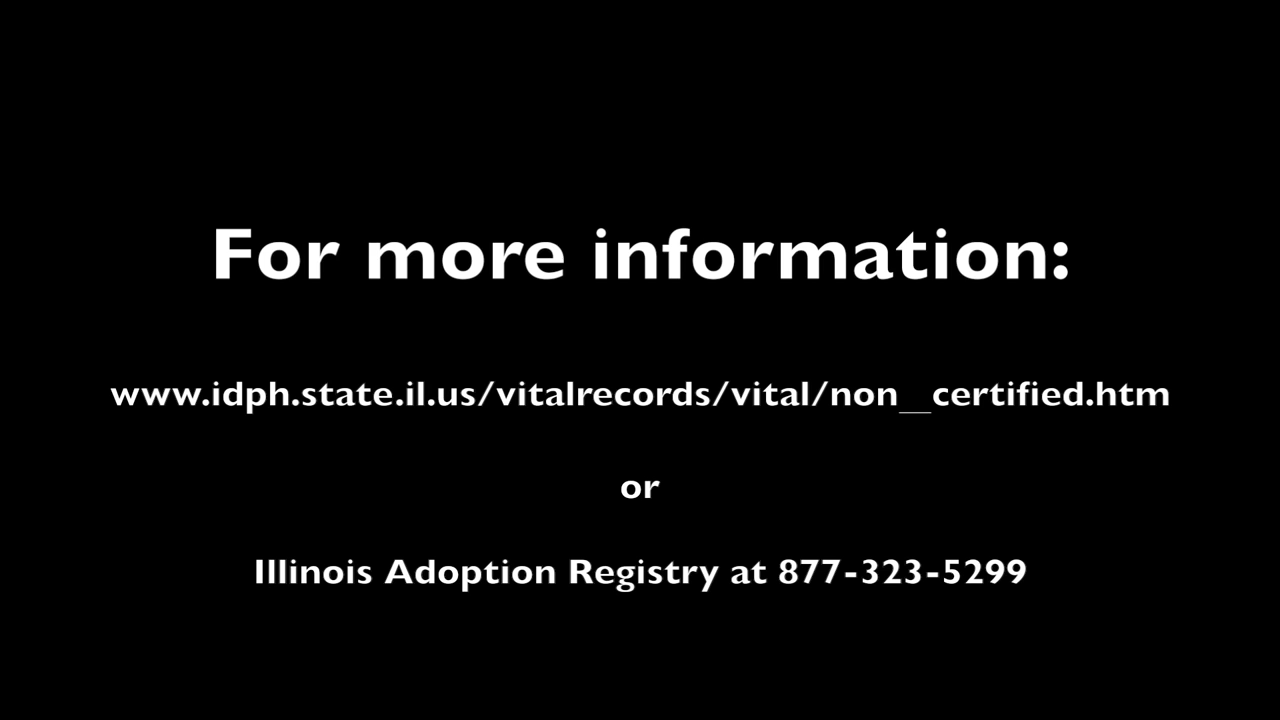 For more information:
www.idph.state.il.us/vitalrecords/vital/non_certified.htm
or
Illinois Adoption Registry at 877-323-5299